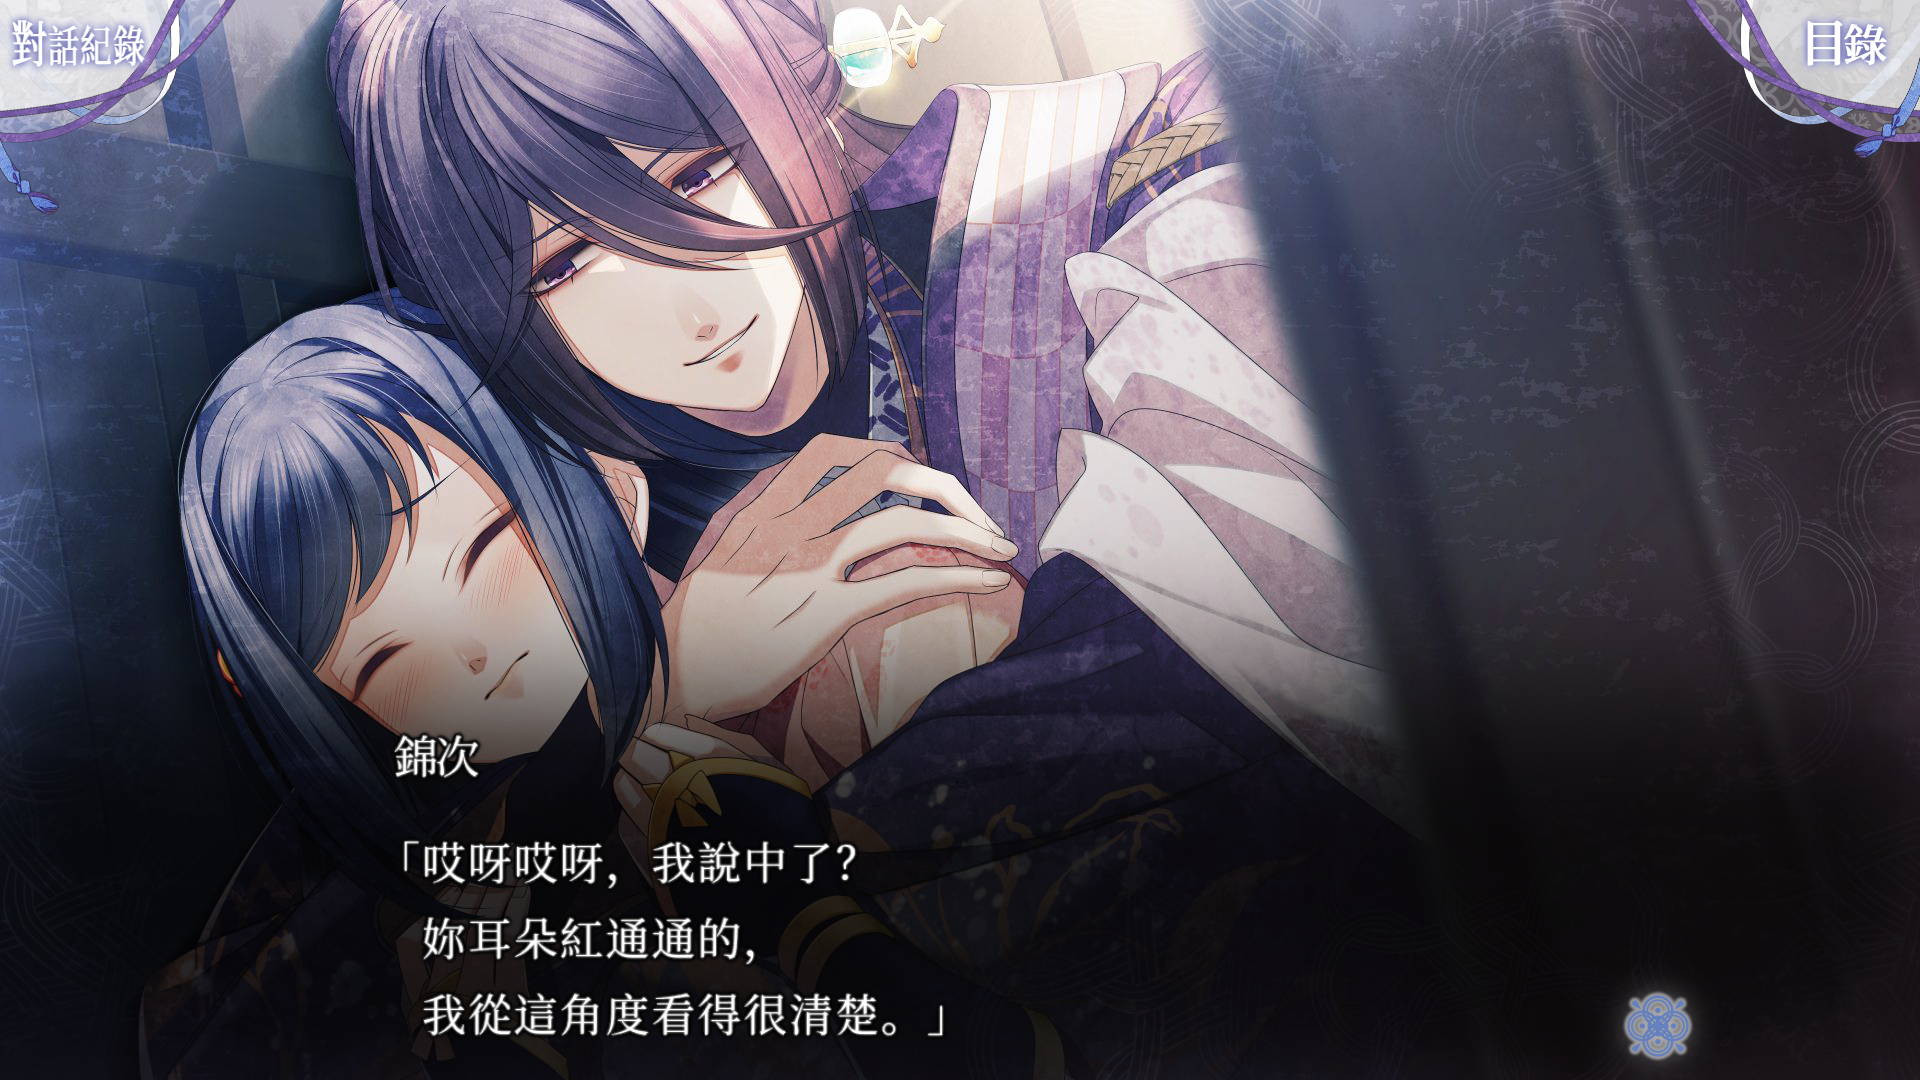 對話紀錄
目錄
錦次
「哎呀哎呀，我說中了？
妳耳朵紅通通的，
我從這角度看得很清楚。」